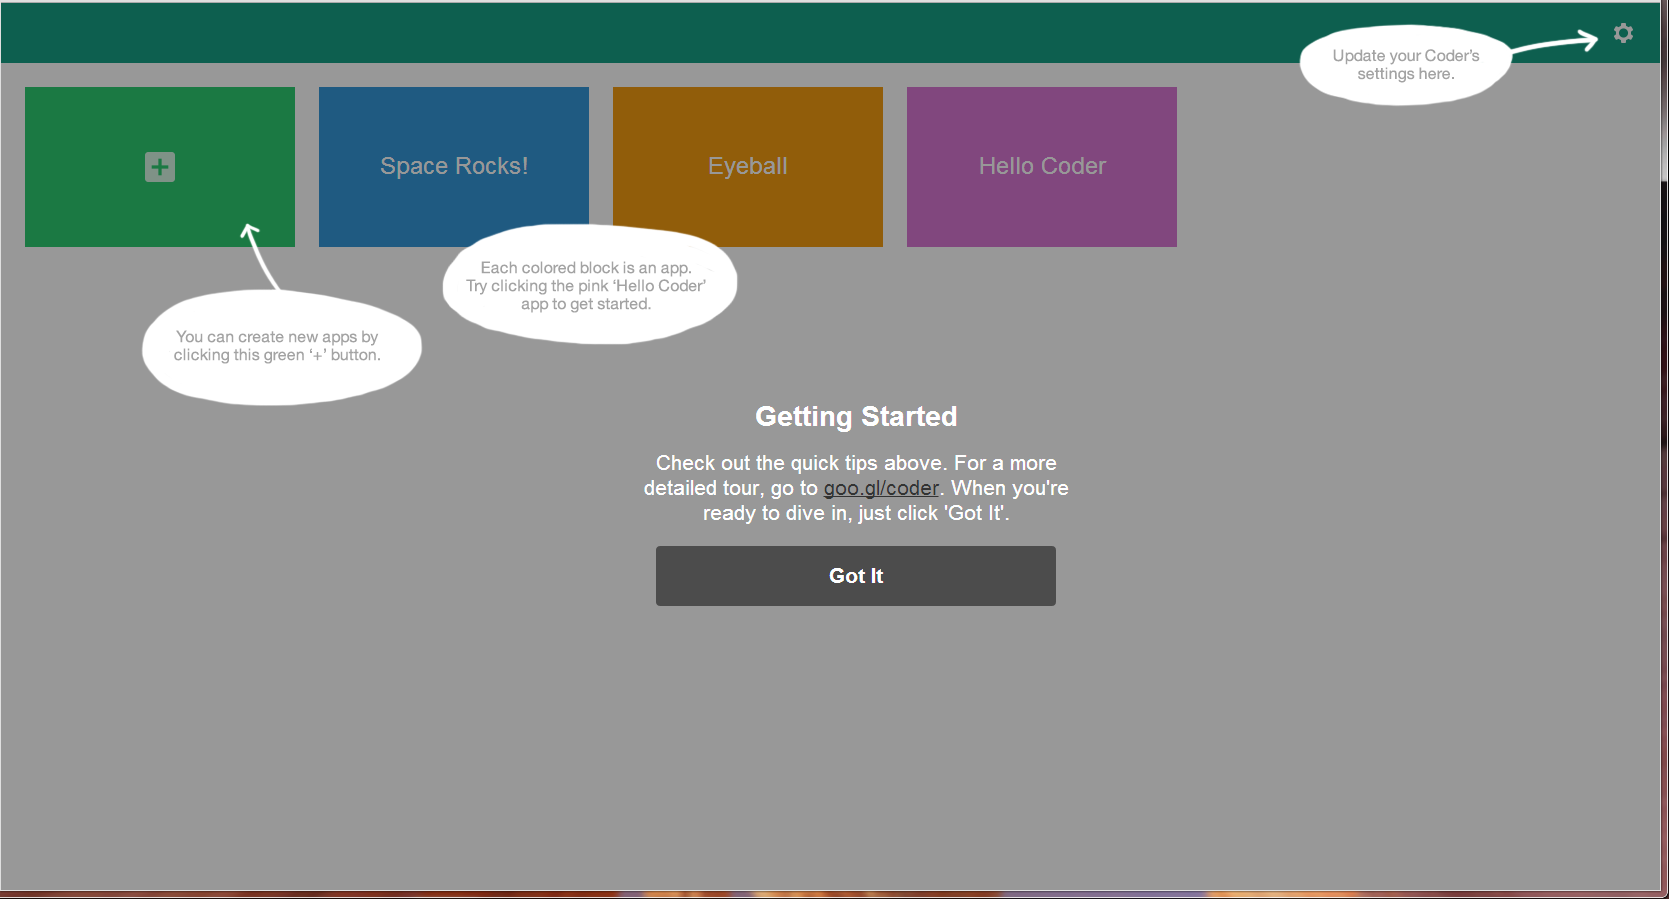 Update your Coder's
settings here.
Space Rocks!
Eyeball
Hello Coder
Each colored block is an app.
Try clicking the pink ‘Hello Coder’
app to get started.
You can create new apps by
clicking this green ‘+’ button.
Getting Started
Check out the quick tips above. For a more
detailed tour, go to goo.gl/coder. When you're
ready to dive in, just click 'Got It'.
Got It